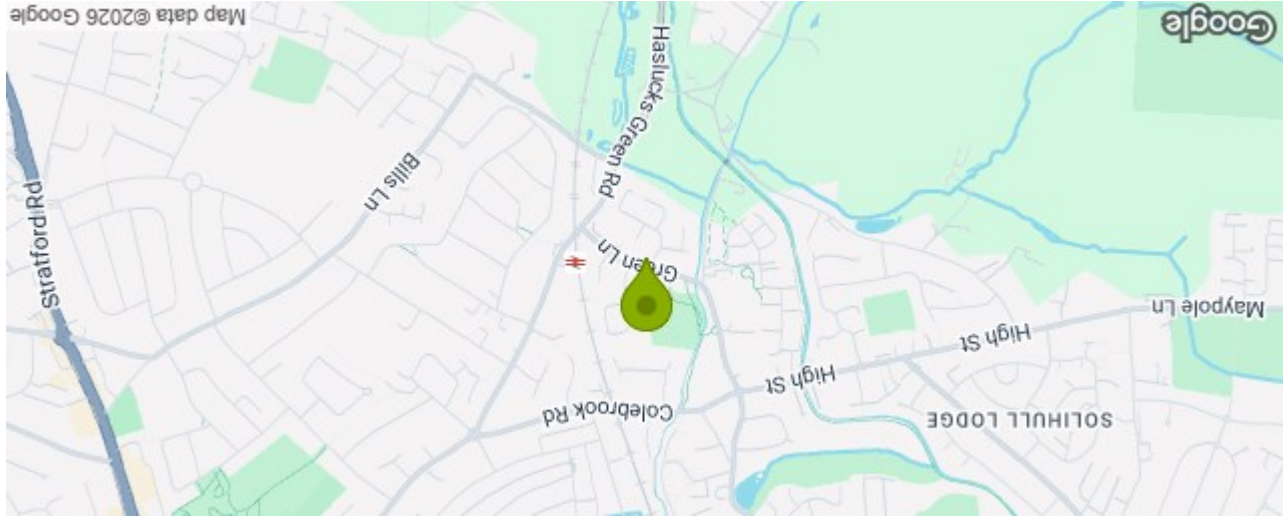 Map data ©2026 Google
Google
Haslucks Green Rd
Bills Ln
Stratford Rd
Green Ln
Maypole Ln
High St
High St
Colebrook Rd
SOLIHULL LODGE